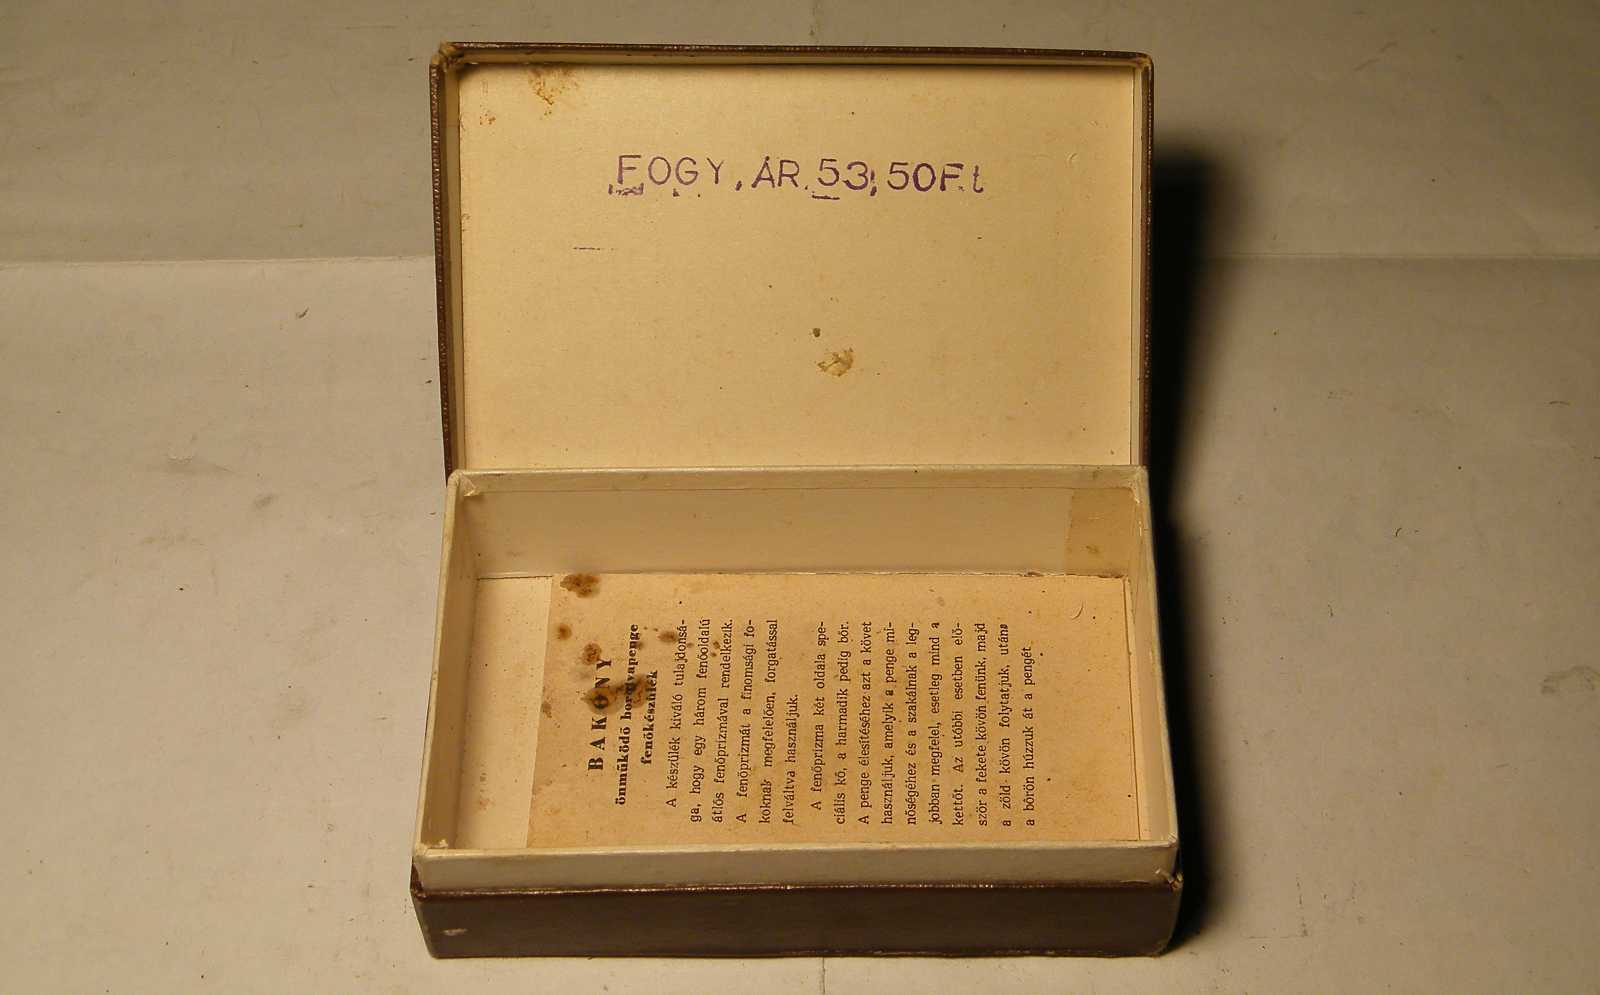 FOGY. ÁR. 53,50Ft
BAKONY
önműködő borotvapenge
fenőkészülék
A készülék kiváló tulajdonsá-
ga, hogy egy három fenőoldalú
átlós fenőprizmával rendelkezik.
A fenőprizmát a finomsági fo-
koknak megfelelően, forgatással
felváltva használjuk.
A fenőprizma két oldala spe-
ciális kő, a harmadik pedig bőr.
A penge élesítéséhez azt a követ
használjuk, amelyik a penge mi-
nőségéhez és a szakálnak a leg-
jobban megfelel, esetleg mind a
kettőt. Az utóbbi esetben elő-
ször a fekete kövön fenünk, majd
a zöld kövön folytatjuk, utána
a bőrön húzzuk át a pengét.